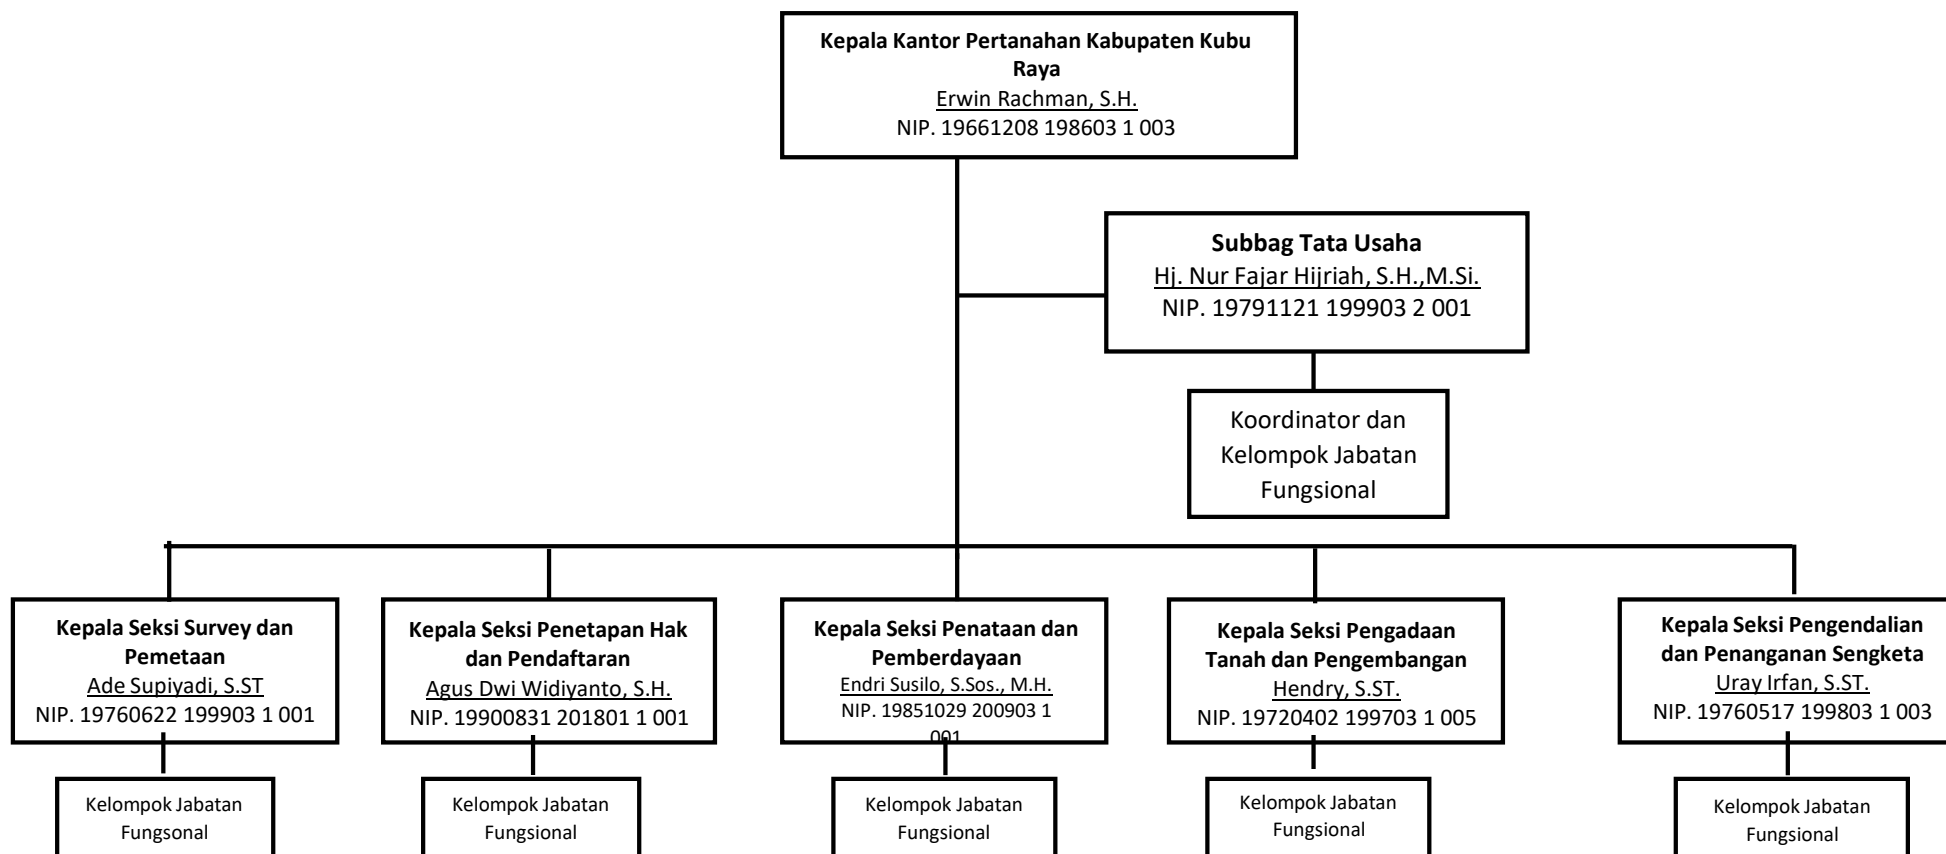 Kepala Kantor Pertanahan Kabupaten Kubu
Raya
Erwin Rachman, S.H.
NIP. 19661208 198603 1 003
Subbag Tata Usaha
Hj. Nur Fajar Hijriah, S.H.,M.Si.
NIP. 19791121 199903 2 001
Koordinator dan
Kelompok Jabatan
Fungsional
Kepala Seksi Survey dan
Pemetaan
Ade Supiyadi, S.ST
NIP. 19760622 199903 1 001
Kepala Seksi Penetapan Hak
dan Pendaftaran
Agus Dwi Widiyanto, S.H.
NIP. 19900831 201801 1 001
Kepala Seksi Penataan dan
Pemberdayaan
Endri Susilo, S.Sos., M.H.
NIP. 19851029 200903 1
001
Kepala Seksi Pengadaan
Tanah dan Pengembangan
Hendry, S.ST.
NIP. 19720402 199703 1 005
Kepala Seksi Pengendalian
dan Penanganan Sengketa
Uray Irfan, S.ST.
NIP. 19760517 199803 1 003
Kelompok Jabatan
Fungsonal
Kelompok Jabatan
Fungsional
Kelompok Jabatan
Fungsional
Kelompok Jabatan
Fungsional
Kelompok Jabatan
Fungsional